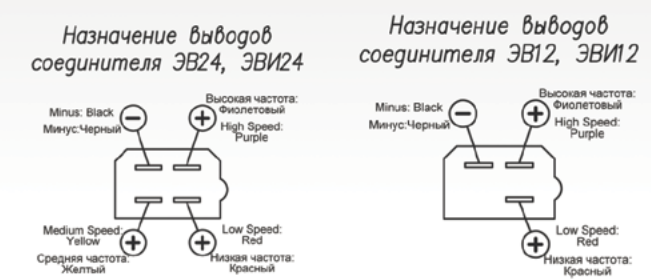 Назначение выводов
соединителя ЭВ24, ЭВИ24
Minus: Black
Минус:Черный
Высокая частота:
Фиолетовый
High Speed:
Purple
Medium Speed:
Yellow
Средняя частота:
Желтый
Low Speed:
Red
Низкая частота:
Красный
Назначение выводов
соединителя ЭВ12, ЭВИ12
Minus: Black
Минус:Черный
Высокая частота:
Фиолетовый
High Speed:
Purple
Low Speed:
Red
Низкая частота:
Красный